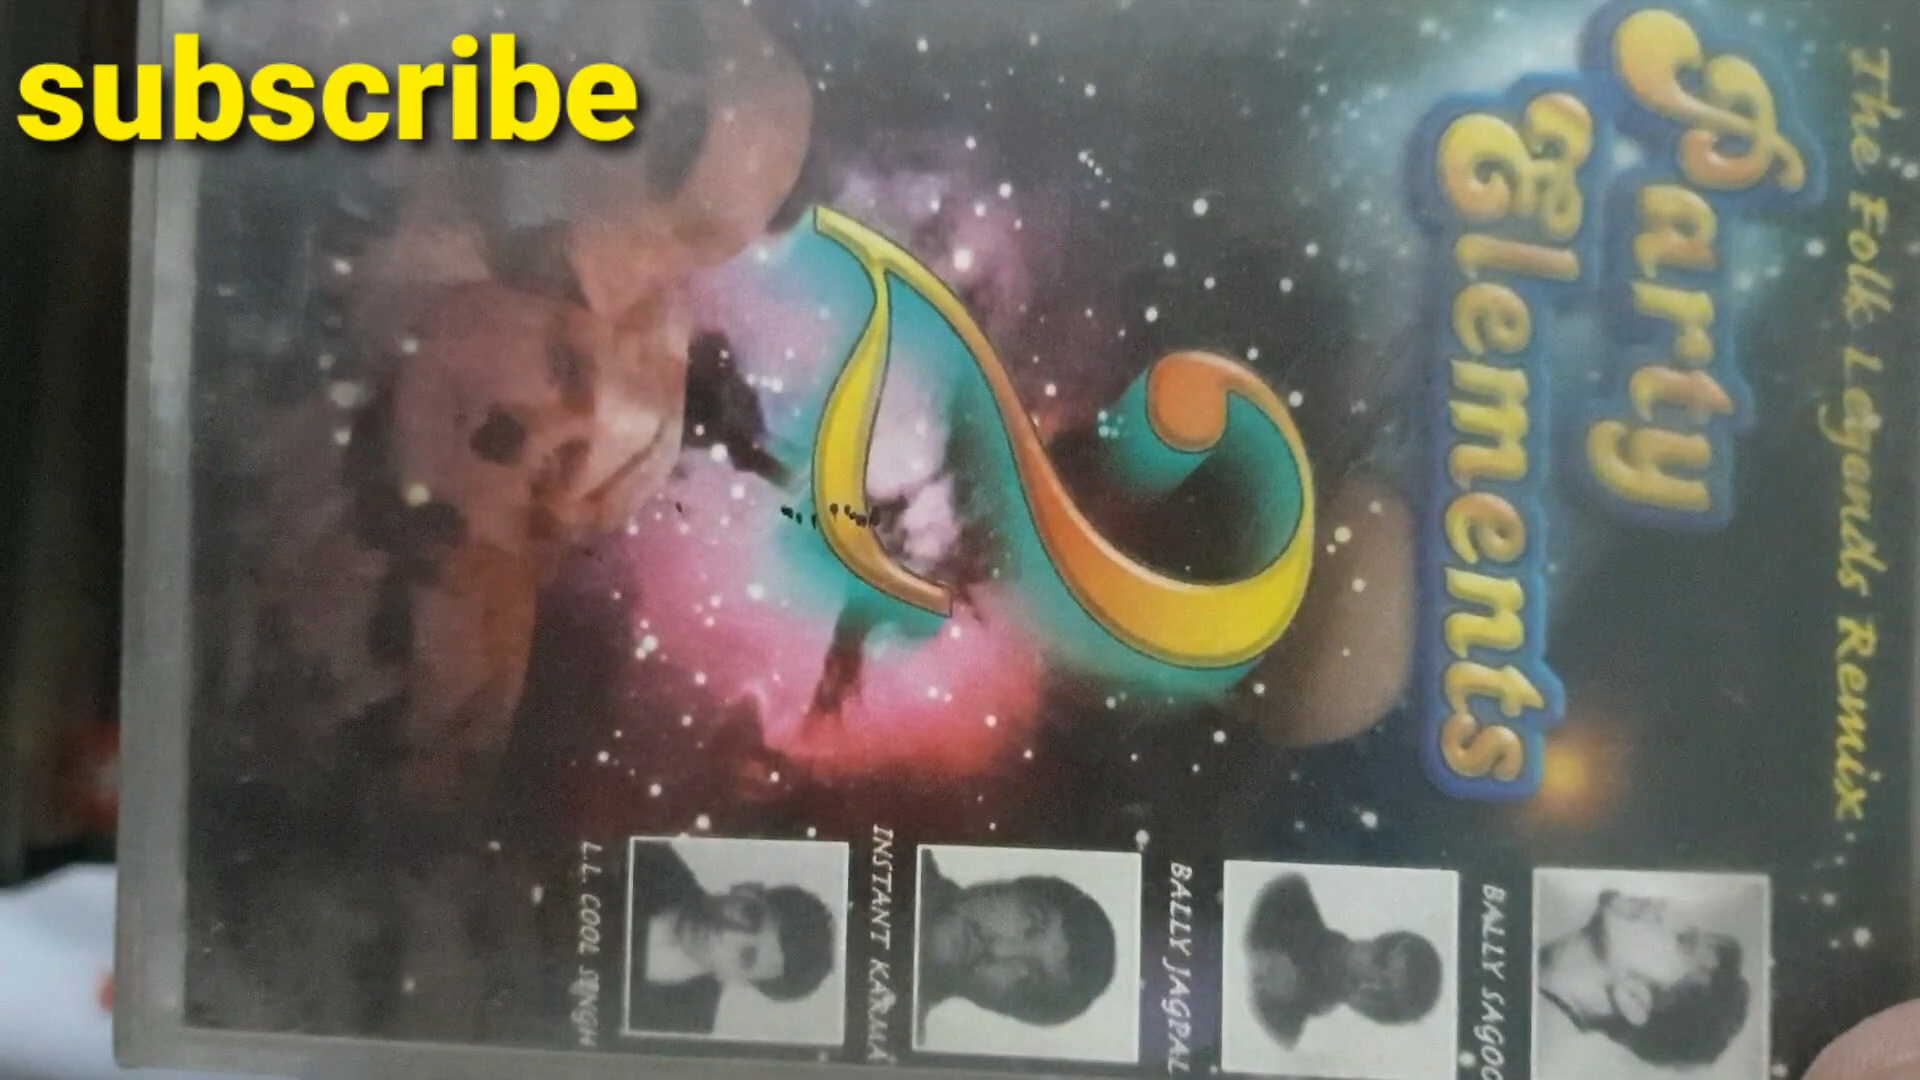 subscribe
The Folk Legends Remix
Party
Elements
2
BALLY SAGOO
BALLY JAGPAL
INSTANT KARMA
L.L. COOL SINGH